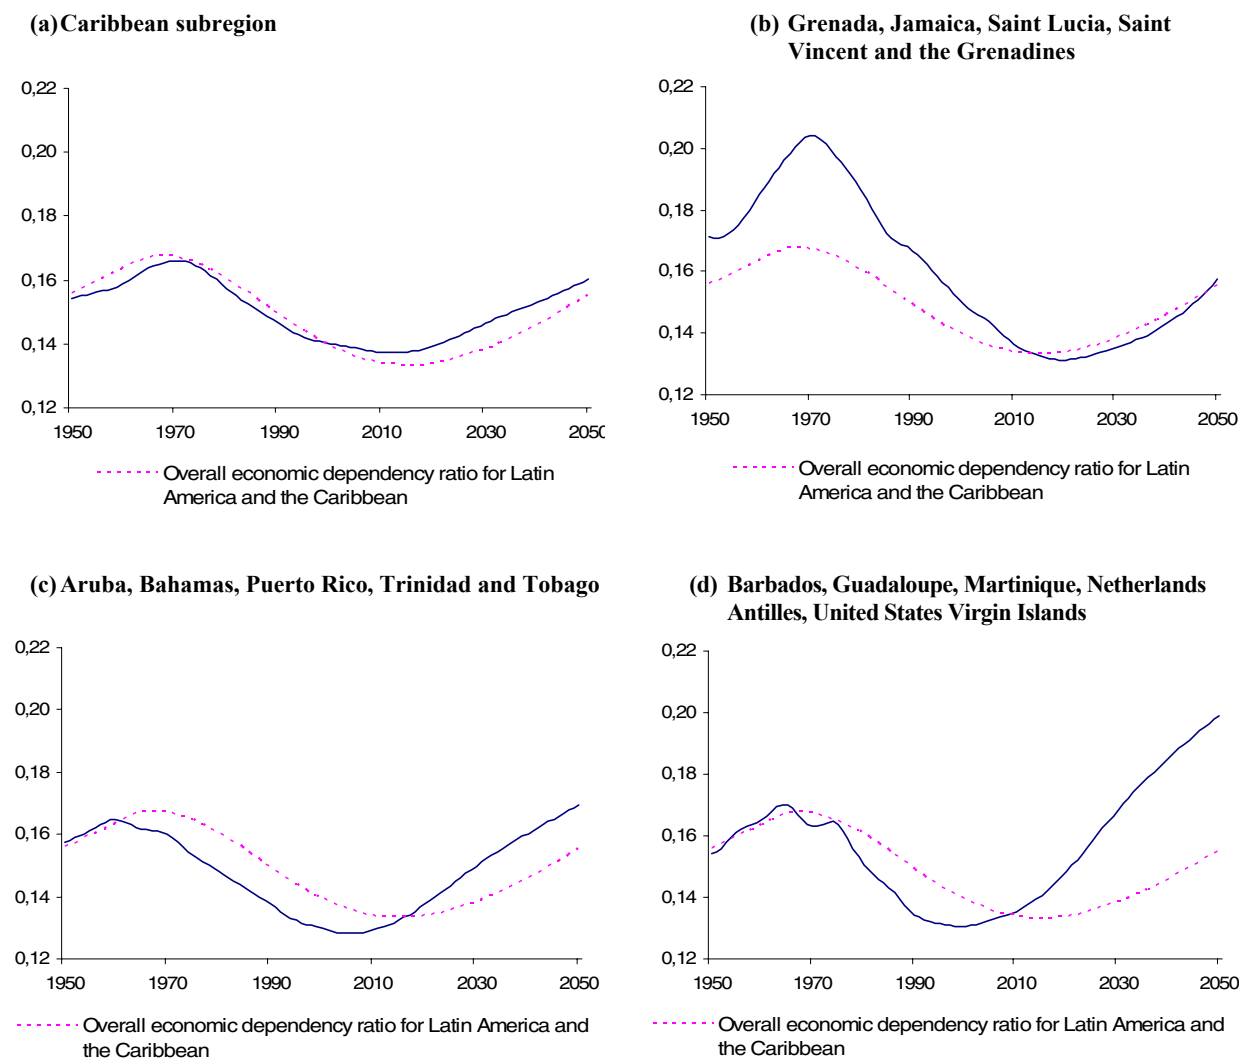 (a) Caribbean subregion
0,22
0,20
0,18
0,16
0,14
0,12
1950 1970 1990 2010 2030 2050
Overall economic dependency ratio for Latin
America and the Caribbean
(b) Grenada, Jamaica, Saint Lucia, Saint
Vincent and the Grenadines
0,22
0,20
0,18
0,16
0,14
0,12
1950 1970 1990 2010 2030 2050
Overall economic dependency ratio for Latin
America and the Caribbean
(c) Aruba, Bahamas, Puerto Rico, Trinidad and Tobago
0,22
0,20
0,18
0,16
0,14
0,12
1950 1970 1990 2010 2030 2050
Overall economic dependency ratio for Latin America and
the Caribbean
(d) Barbados, Guadaloupe, Martinique, Netherlands
Antilles, United States Virgin Islands
0,22
0,20
0,18
0,16
0,14
0,12
1950 1970 1990 2010 2030 2050
Overall economic dependency ratio for Latin America and
the Caribbean